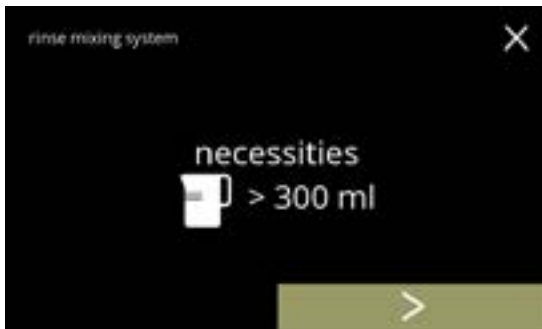 rinse mixing system
necessities
> 300 ml